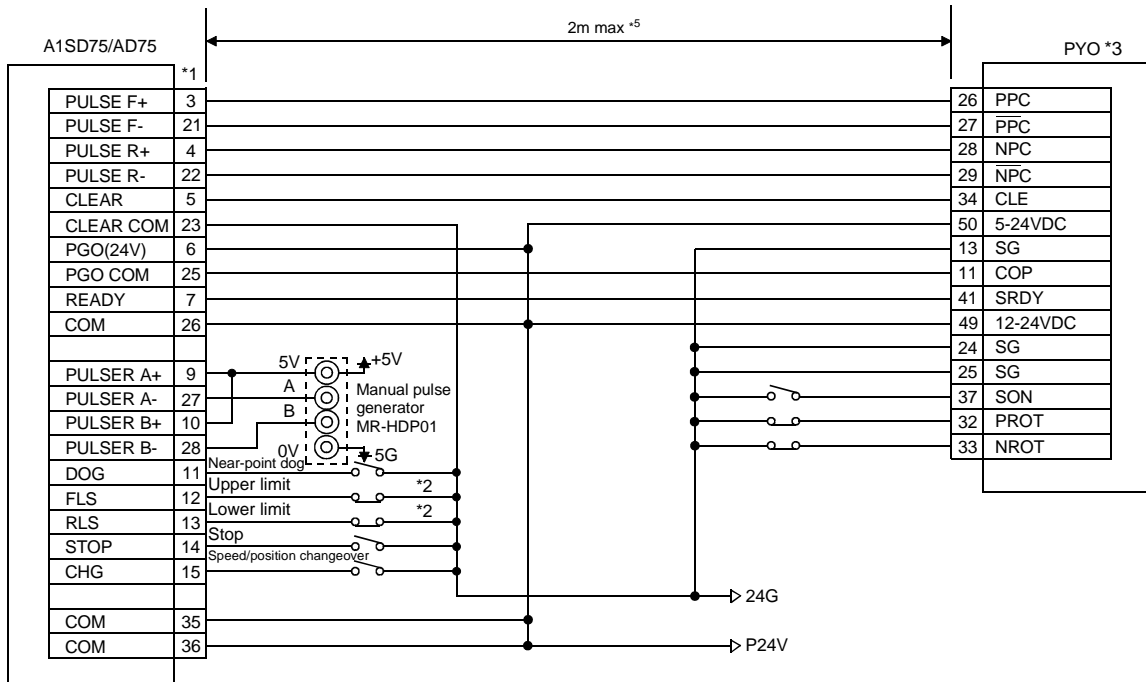 2m max *5
A1SD75/AD75
PYO *3
*1
PULSE F+ 3
26 PPC
PULSE F- 21
27 PPC
PULSE R+ 4
28 NPC
PULSE R- 22
29 NPC
CLEAR 5
34 CLE
CLEAR COM 23
50 5-24VDC
PGO(24V) 6
13 SG
PGO COM 25
11 COP
READY 7
41 SRDY
COM 26
49 12-24VDC
24 SG
25 SG
37 SON
32 PROT
33 NROT
PULSER A+ 9
5V
+5V
PULSER A- 27
A
PULSER B+ 10
B
PULSER B- 28
0V
5G
Manual pulse
generator
MR-HDP01
DOG 11
Near-point dog
FLS 12
Upper limit *2
RLS 13
Lower limit *2
STOP 14
Stop
CHG 15
Speed/position changeover
24G
COM 35
COM 36
P24V